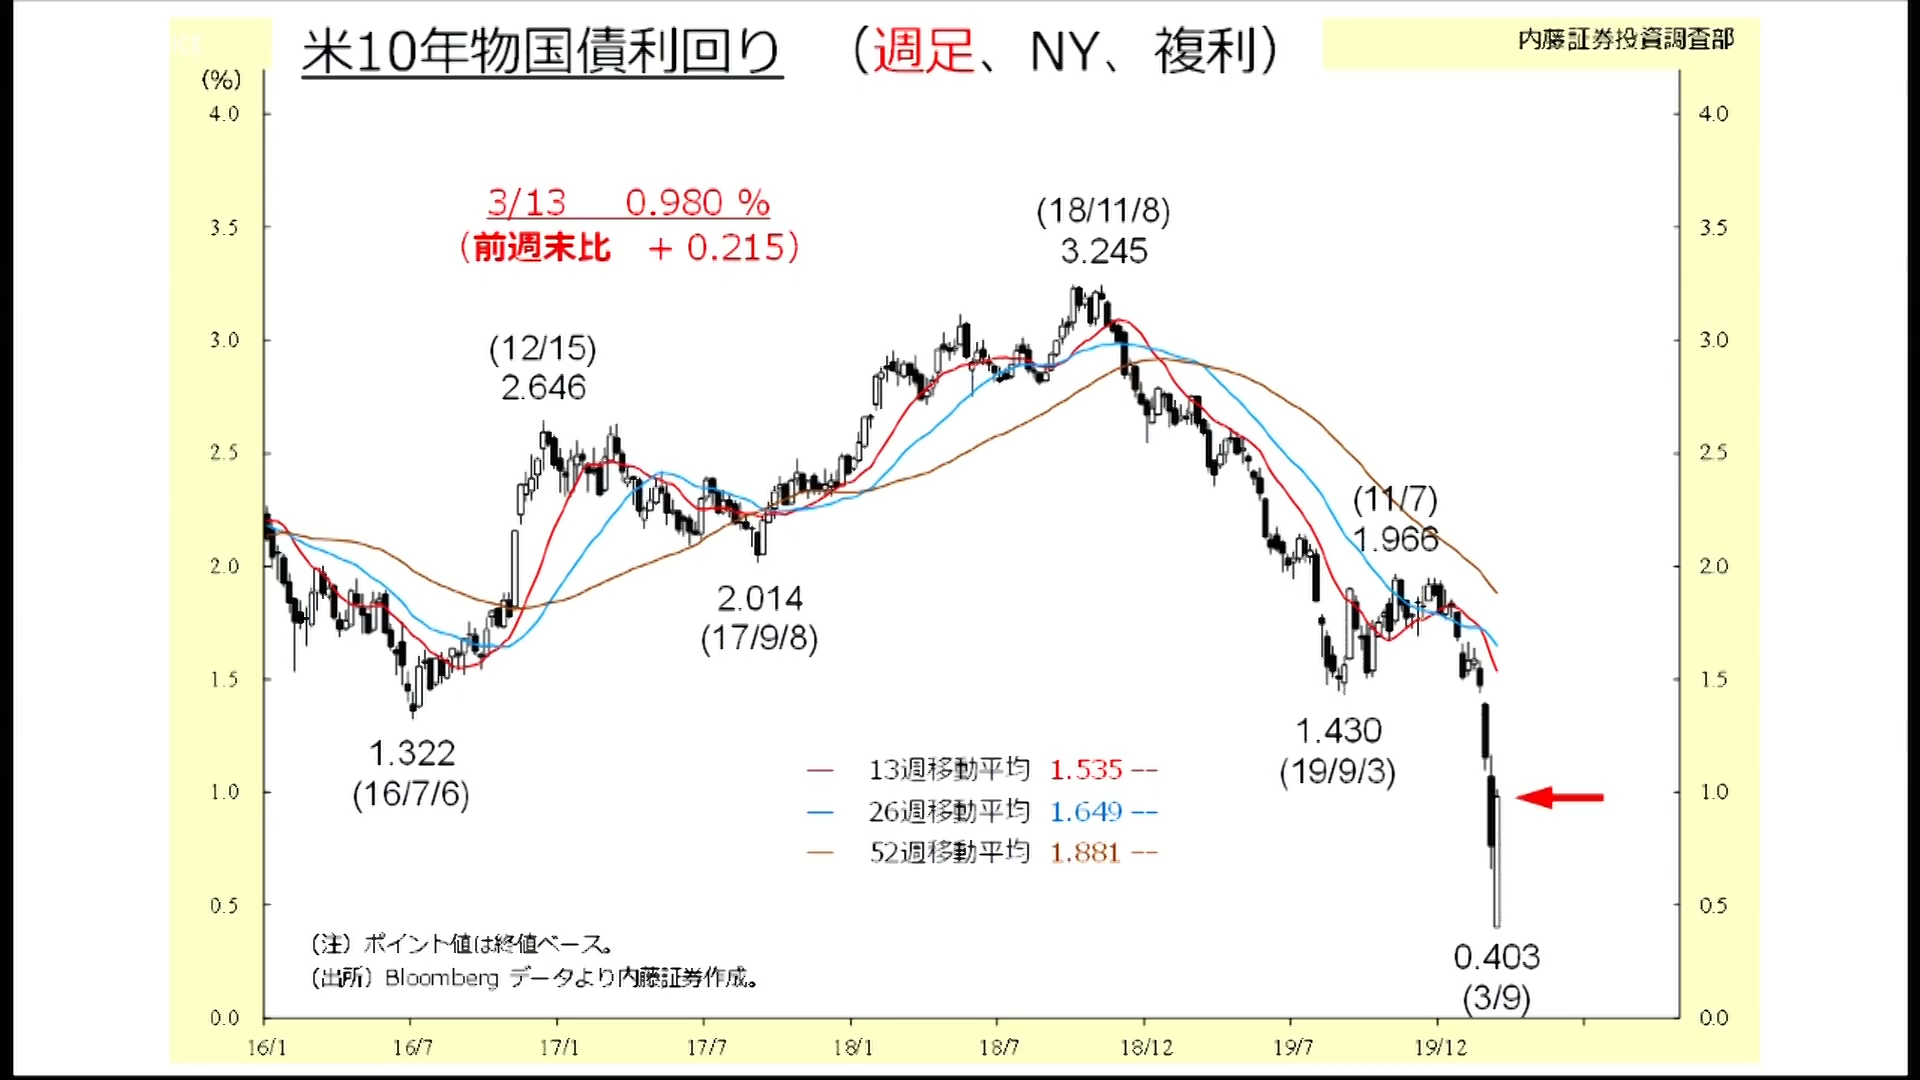 米10年物国債利回り （週足、NY、複利）
内藤証券投資調査部
(%)
4.0 4.0
3/13 0.980 %
（前週末比 + 0.215）
(18/11/8)
3.245
3.5 3.5
(12/15)
2.646
3.0 3.0
2.5 2.5
(11/7)
1.966
2.0 2.0
2.014
(17/9/8)
1.5 1.5
1.322
(16/7/6)
1.430
(19/9/3)
13週移動平均 1.535 --
26週移動平均 1.649 --
52週移動平均 1.881 --
1.0 1.0
0.5 0.5
（注）ポイント値は終値ベース。
（出所）Bloomberg データより内藤証券作成。
0.403
(3/9)
0.0 0.0
16/1 16/7 17/1 17/7 18/1 18/7 18/12 19/7 19/12